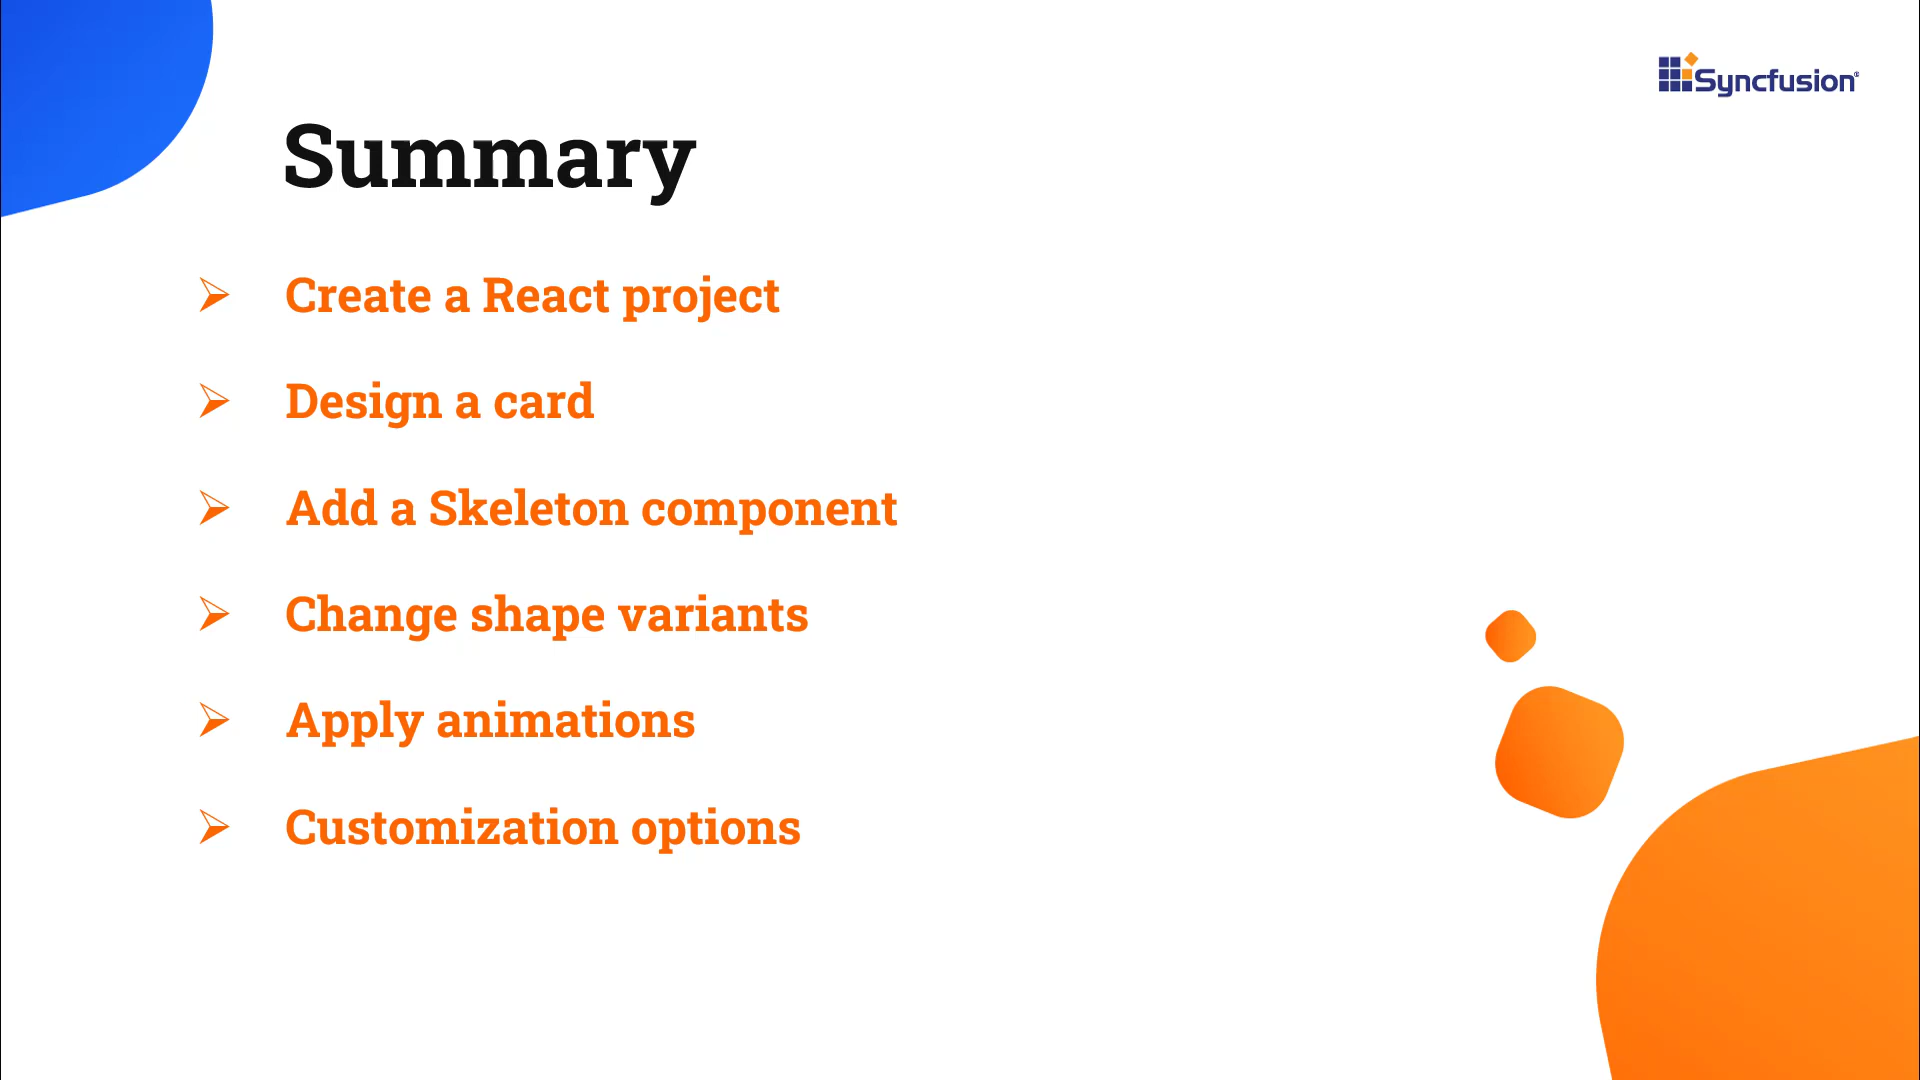 Syncfusion®
Summary
➢ Create a React project
➢ Design a card
➢ Add a Skeleton component
➢ Change shape variants
➢ Apply animations
➢ Customization options